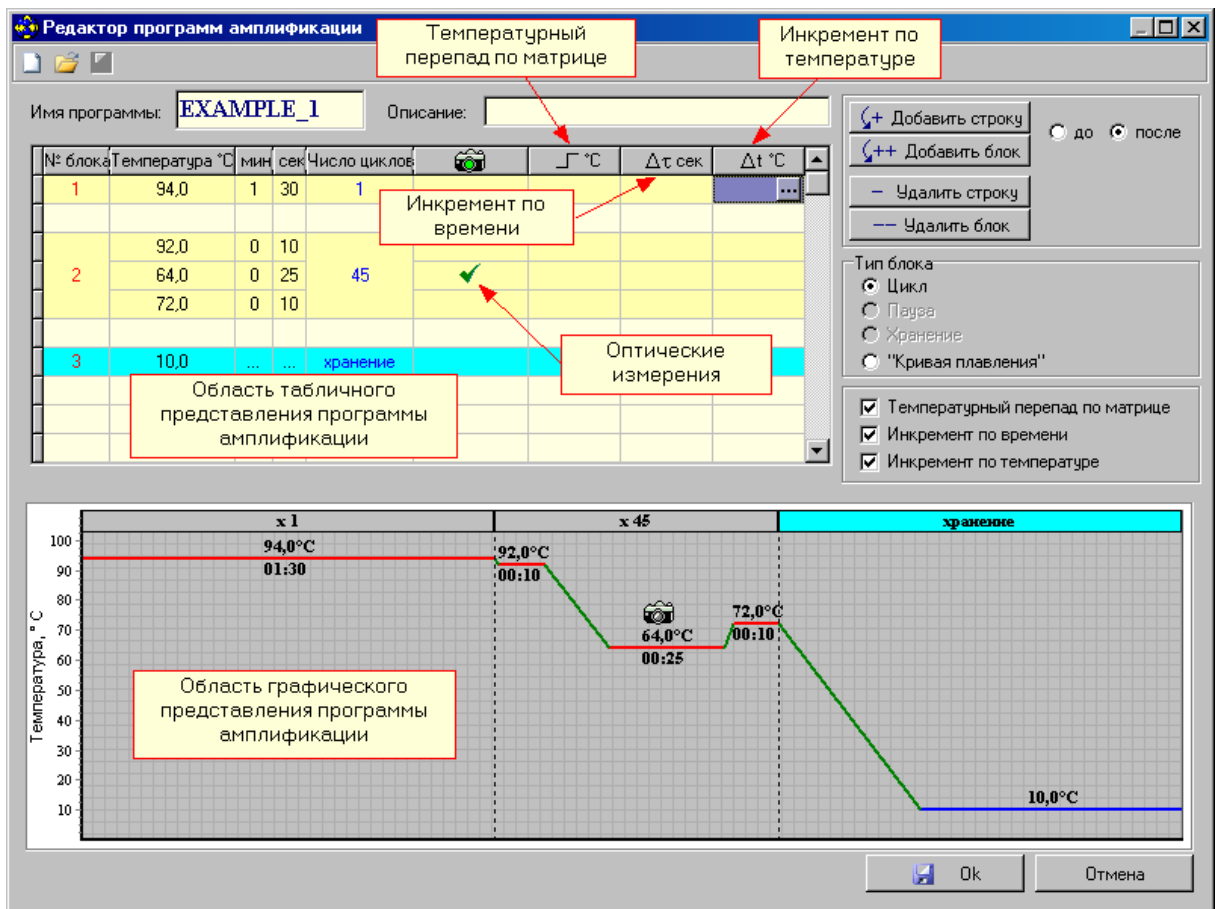 Редактор программ амплификации
Температурный
перепад по матрице
Инкремент по
температуре
Имя программы: EXAMPLE_1 Описание:
Добавить строку
Добавить блок
до после
Удалить строку
Удалить блок
№ блока Температура °C мин сек Число циклов °C Δτ сек Δt °C
1 94,0 1 30 1 ...
Инкремент по
времени
92,0 0 10
2 64,0 0 25 45
72,0 0 10
3 10,0 ... ... хранение
Оптические
измерения
Область табличного
представления программы
амплификации
Тип блока
Цикл
Пауза
Хранение
"Кривая плавления"
Температурный перепад по матрице
Инкремент по времени
Инкремент по температуре
x 1 x 45 хранение
Температура, ° C
100
90
80
70
60
50
40
30
20
10
94,0°C
01:30
92,0°C
00:10
64,0°C
00:25
72,0°C
00:10
10,0°C
Область графического
представления программы
амплификации
Ok Отмена